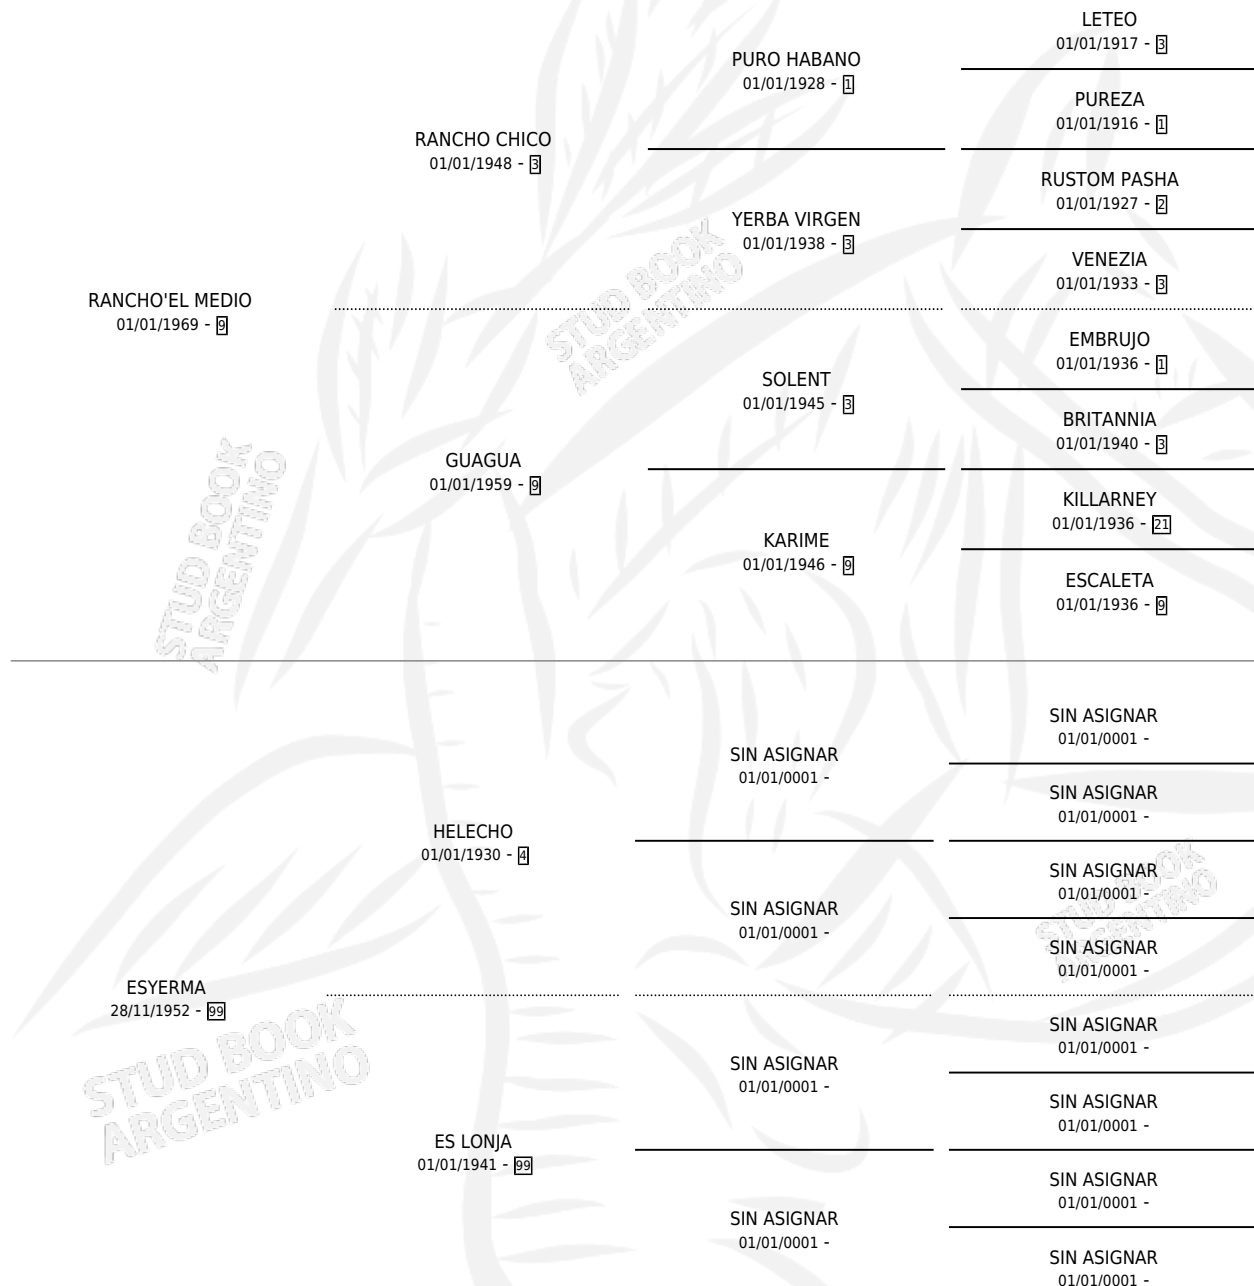 LETEO
01/01/1917 - 3
PURO HABANO
01/01/1928 - 1
PUREZA
01/01/1916 - 1
RANCHO CHICO
01/01/1948 - 3
RUSTOM PASHA
01/01/1927 - 2
YERBA VIRGEN
01/01/1938 - 3
VENEZIA
01/01/1933 - 3
RANCHO'EL MEDIO
01/01/1969 - 9
EMBRUJO
01/01/1936 - 1
SOLENT
01/01/1945 - 3
BRITANNIA
01/01/1940 - 3
GUAGUA
01/01/1959 - 9
KILLARNEY
01/01/1936 - 21
KARIME
01/01/1946 - 9
ESCALETA
01/01/1936 - 9
SIN ASIGNAR
01/01/0001 -
SIN ASIGNAR
01/01/0001 -
SIN ASIGNAR
01/01/0001 -
HELECHO
01/01/1930 - 4
SIN ASIGNAR
01/01/0001 -
SIN ASIGNAR
01/01/0001 -
SIN ASIGNAR
01/01/0001 -
ESYERMA
28/11/1952 - 99
SIN ASIGNAR
01/01/0001 -
SIN ASIGNAR
01/01/0001 -
SIN ASIGNAR
01/01/0001 -
ES LONJA
01/01/1941 - 99
SIN ASIGNAR
01/01/0001 -
SIN ASIGNAR
01/01/0001 -
SIN ASIGNAR
01/01/0001 -
STUD BOOK
ARGENTINO
STUD BOOK
ARGENTINO
STUD BOOK
ARGENTINO
STUD BOOK
ARGENTINO